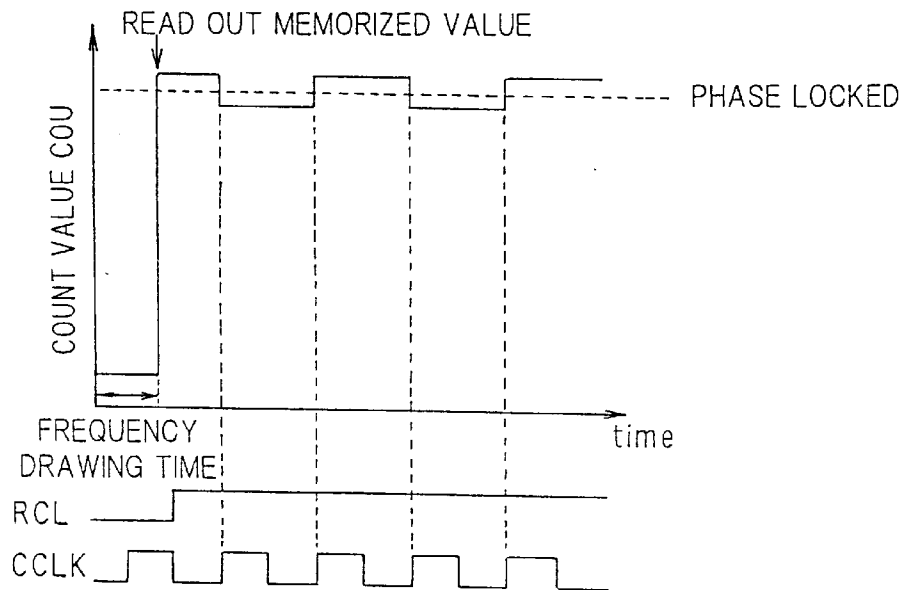 READ OUT MEMORIZED VALUE
PHASE LOCKED
COUNT VALUE COU
time
FREQUENCY
DRAWING TIME
RCL
CCLK